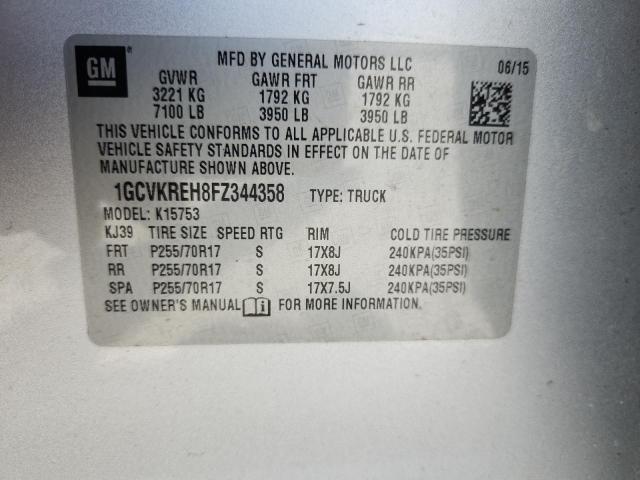 GM
MFD BY GENERAL MOTORS LLC 06/15
GVWR GAWR FRT GAWR RR
3221 KG 1792 KG 1792 KG
7100 LB 3950 LB 3950 LB
THIS VEHICLE CONFORMS TO ALL APPLICABLE U.S. FEDERAL MOTOR
VEHICLE SAFETY STANDARDS IN EFFECT ON THE DATE OF
MANUFACTURE SHOWN ABOVE.
1GCVKREH8FZ344358 TYPE: TRUCK
MODEL: K15753
KJ39 TIRE SIZE SPEED RTG RIM COLD TIRE PRESSURE
FRT P255/70R17 S 17X8J 240KPA(35PSI)
RR P255/70R17 S 17X8J 240KPA(35PSI)
SPA P255/70R17 S 17X7.5J 240KPA(35PSI)
SEE OWNER'S MANUAL FOR MORE INFORMATION.